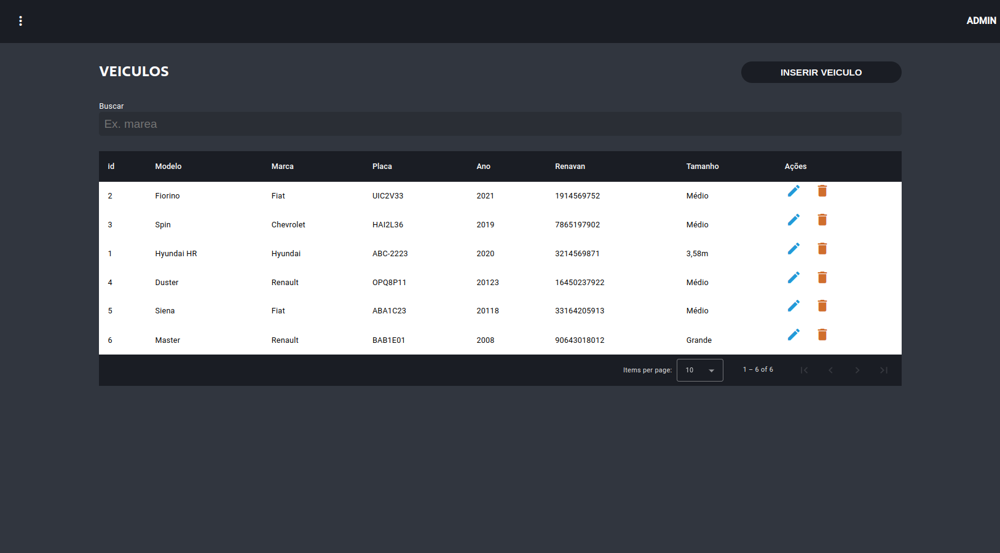 ADMIN
VEICULOS
INSERIR VEICULO
Buscar
Ex. marea
id Modelo Marca Placa Ano Renavan Tamanho Ações
2 Fiorino Fiat UIC2V33 2021 1914569752 Médio
3 Spin Chevrolet HAI2L36 2019 7865197902 Médio
1 Hyundai HR Hyundai ABC-2223 2020 3214569871 3,58m
4 Duster Renault OPQ8P11 20123 16450237922 Médio
5 Siena Fiat ABA1C23 20118 33164205913 Médio
6 Master Renault BAB1E01 2008 90643018012 Grande
Items per page: 10 1 – 6 of 6